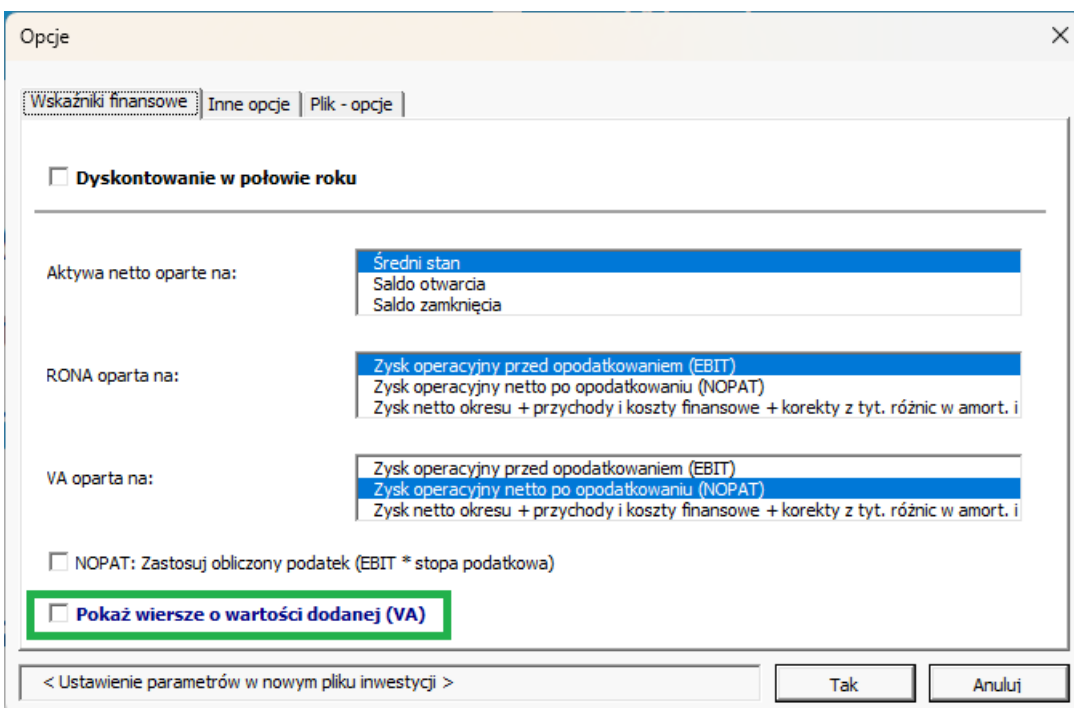 Opcje
Wskaźniki finansowe Inne opcje Plik - opcje
Dyskontowanie w połowie roku
Aktywa netto oparte na:
Średni stan
Saldo otwarcia
Saldo zamknięcia
RONA oparta na:
Zysk operacyjny przed opodatkowaniem (EBIT)
Zysk operacyjny netto po opodatkowaniu (NOPAT)
Zysk netto okresu + przychody i koszty finansowe + korekty z tyt. różnic w amort. i
VA oparta na:
Zysk operacyjny przed opodatkowaniem (EBIT)
Zysk operacyjny netto po opodatkowaniu (NOPAT)
Zysk netto okresu + przychody i koszty finansowe + korekty z tyt. różnic w amort. i
NOPAT: Zastosuj obliczony podatek (EBIT * stopa podatkowa)
Pokaż wiersze o wartości dodanej (VA)
< Ustawienie parametrów w nowym pliku inwestycji >
Tak Anuluj